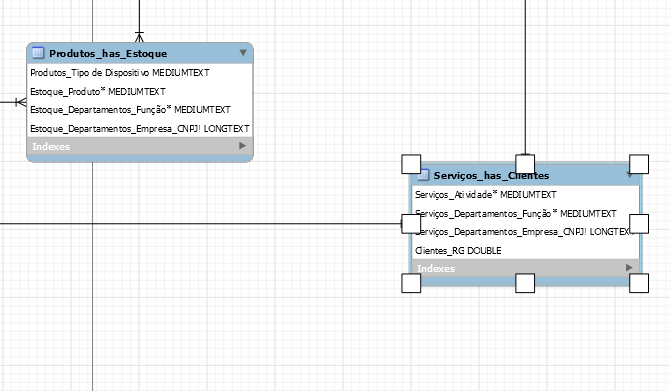 Produtos_has_Estoque
Produtos_Tipo de Dispositivo MEDIUMTEXT
Estoque_Produto* MEDIUMTEXT
Estoque_Departamentos_Função* MEDIUMTEXT
Estoque_Departamentos_Empresa_CNPJ! LONGTEXT
Indexes
Serviços_has_Clientes
Serviços_Atividade* MEDIUMTEXT
Serviços_Departamentos_Função* MEDIUMTEXT
Serviços_Departamentos_Empresa_CNPJ! LONGTEXT
Clientes_RG DOUBLE
Indexes